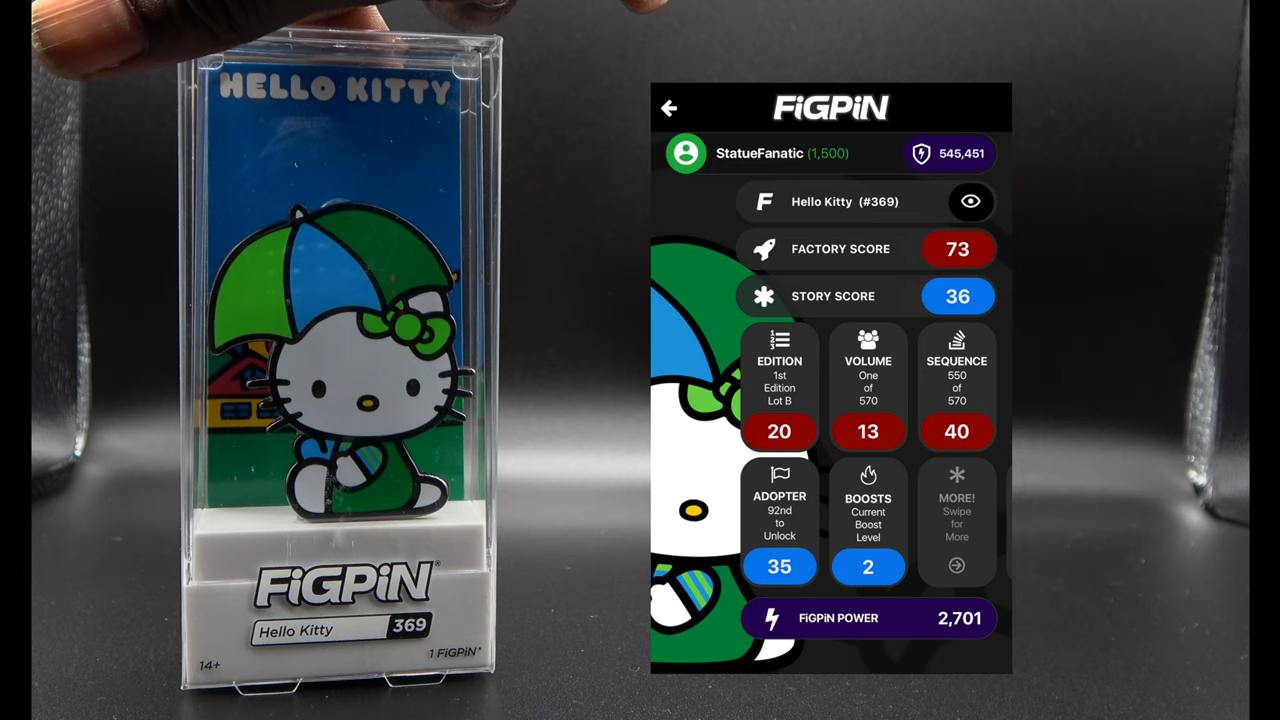 HELLO KITTY
FiGPiN®
Hello Kitty 369
14+
1 FiGPiN®
FiGPiN
StatueFanatic (1,500)
545,451
Hello Kitty (#369)
FACTORY SCORE
73
STORY SCORE
36
EDITION
1st
Edition
Lot B
20
VOLUME
One
of
570
13
SEQUENCE
550
of
570
40
ADOPTER
92nd
to
Unlock
35
BOOSTS
Current
Boost
Level
2
MORE!
Swipe
for
More
FiGPiN POWER
2,701